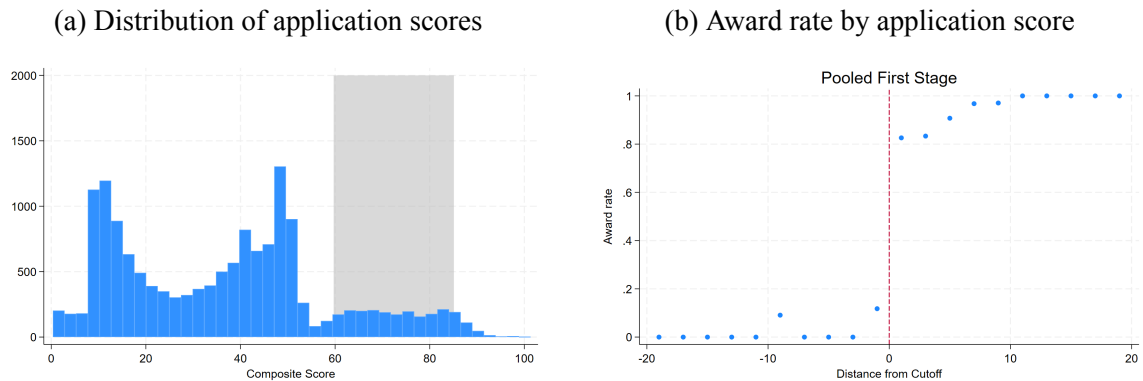 (a) Distribution of application scores
2000
1500
1000
500
0
0 20 40 60 80 100
Composite Score
(b) Award rate by application score
Pooled First Stage
1
.8
.6
.4
.2
0
Award rate
-20 -10 0 10 20
Distance from Cutoff